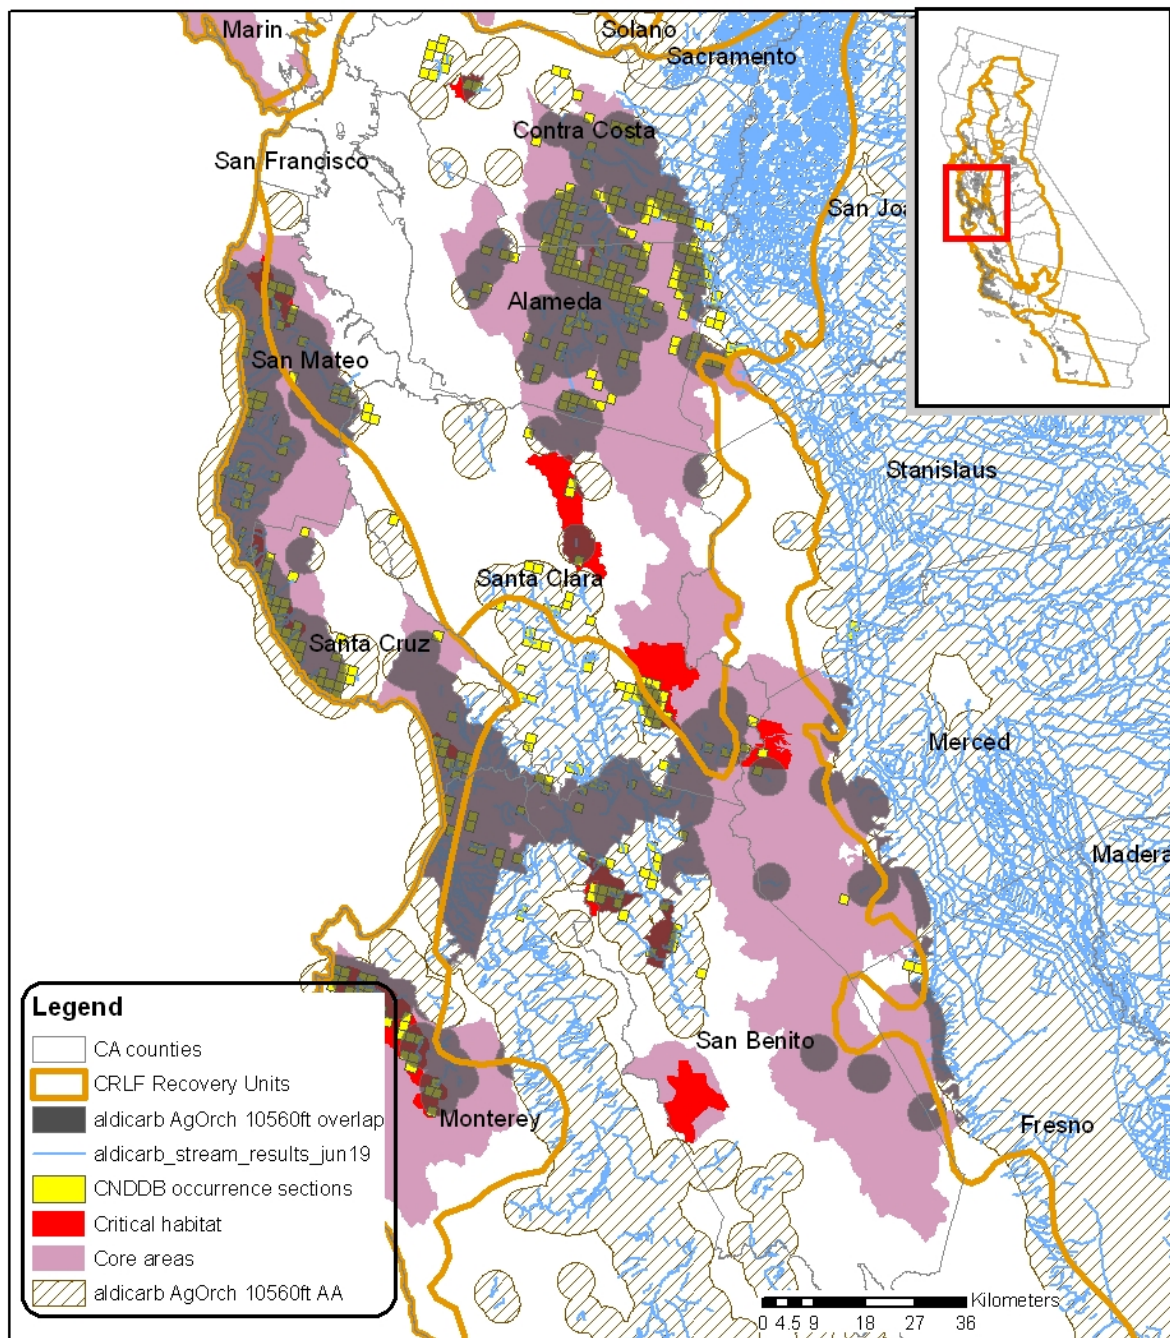 Marin
Solano
Sacramento
Contra Costa
San Francisco
San Joa
Alameda
San Mateo
Stanislaus
Santa Clara
Santa Cruz
Merced
Madera
San Benito
Monterey
Fresno
Legend
CA counties
CRLF Recovery Units
aldicarb AgOrch 10560ft overlap
aldicarb_stream_results_jun19
CNDDB occurrence sections
Critical habitat
Core areas
aldicarb AgOrch 10560ft AA
Kilometers
0 4.5 9 18 27 36